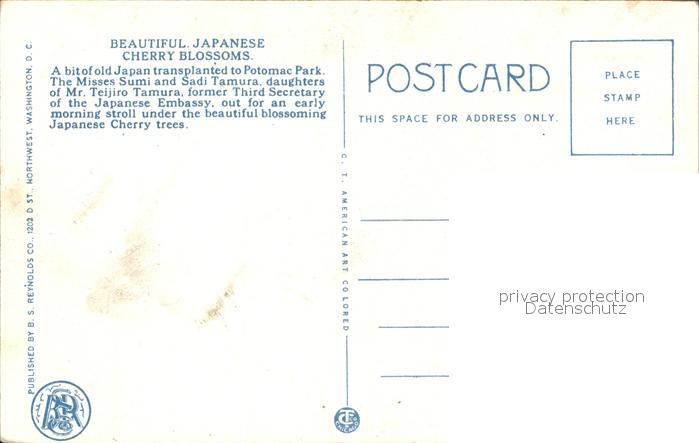 BEAUTIFUL JAPANESE
CHERRY BLOSSOMS.
A bit of old Japan transplanted to Potomac Park.
The Misses Sumi and Sadi Tamura, daughters
of Mr. Teijiro Tamura, former Third Secretary
of the Japanese Embassy, out for an early
morning stroll under the beautiful blossoming
Japanese Cherry trees.
PUBLISHED BY B. S. REYNOLDS CO., 1202 D ST., NORTHWEST, WASHINGTON, D. C.
C. T. AMERICAN ART COLORED
POST CARD
THIS SPACE FOR ADDRESS ONLY.
PLACE
STAMP
HERE
privacy protection
Datenschutz